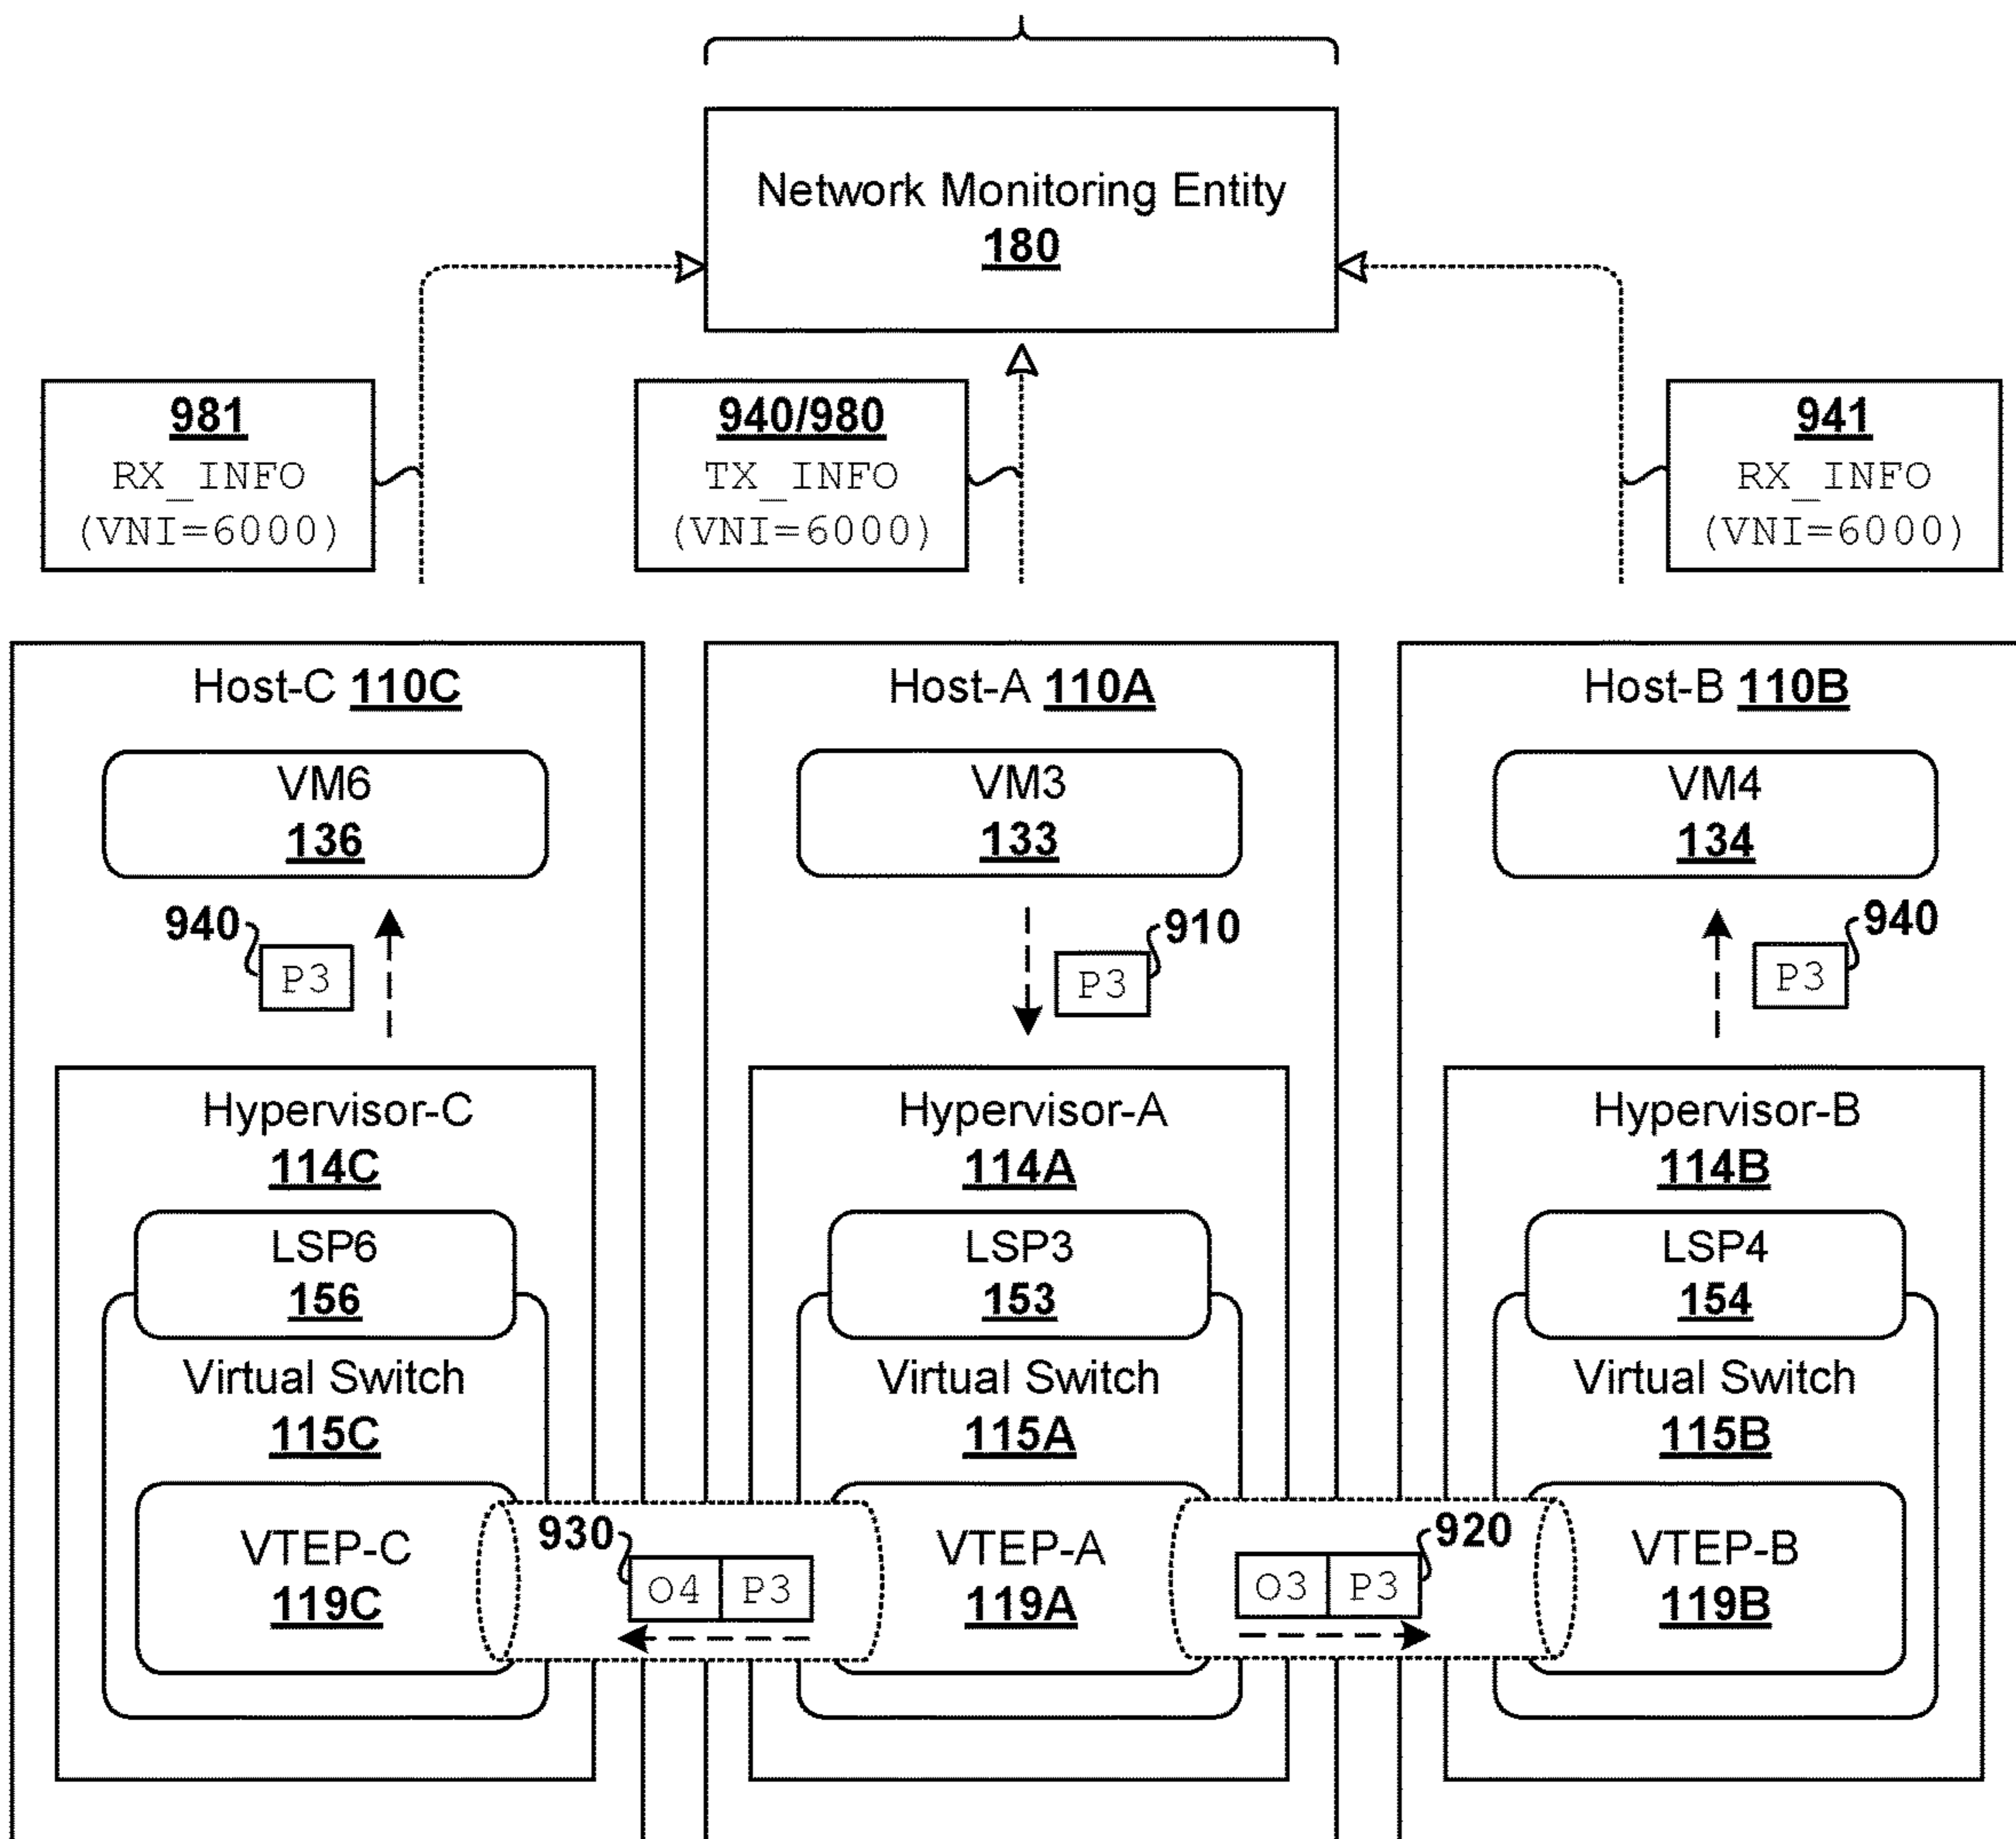 Network Monitoring Entity
180
981
RX_INFO
(VNI=6000)
940/980
TX_INFO
(VNI=6000)
941
RX_INFO
(VNI=6000)
Host-C 110C
VM6
136
940
P3
Hypervisor-C
114C
LSP6
156
Virtual Switch
115C
VTEP-C
119C
930
O4 P3
Host-A 110A
VM3
133
910
P3
Hypervisor-A
114A
LSP3
153
Virtual Switch
115A
VTEP-A
119A
920
O3 P3
Host-B 110B
VM4
134
940
P3
Hypervisor-B
114B
LSP4
154
Virtual Switch
115B
VTEP-B
119B